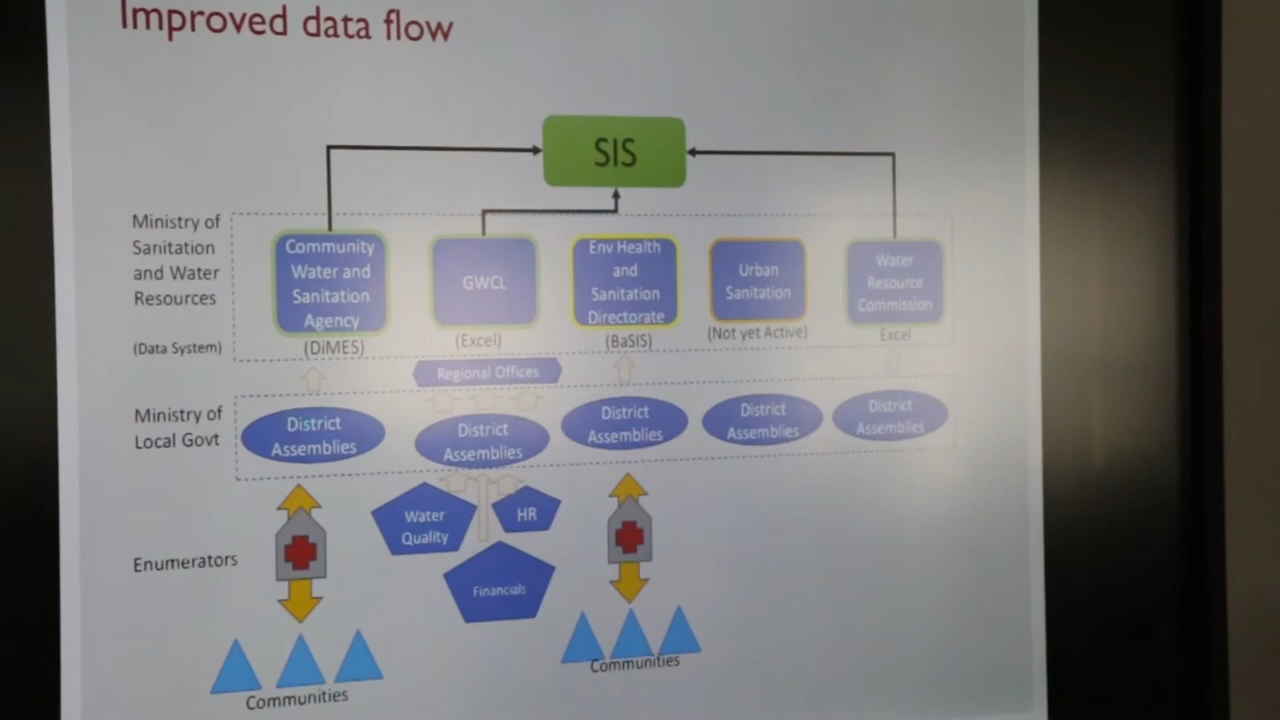 Improved data flow
SIS
Ministry of
Sanitation
and Water
Resources
(Data System)
Community
Water and
Sanitation
Agency
(DiMES)
GWCL
(Excel)
Env Health
and
Sanitation
Directorate
(BaSIS)
Urban
Sanitation
(Not yet Active)
Water
Resource
Commission
Excel
Regional Offices
Ministry of
Local Govt
District
Assemblies
District
Assemblies
District
Assemblies
District
Assemblies
District
Assemblies
Enumerators
Water
Quality
HR
Financials
Communities
Communities